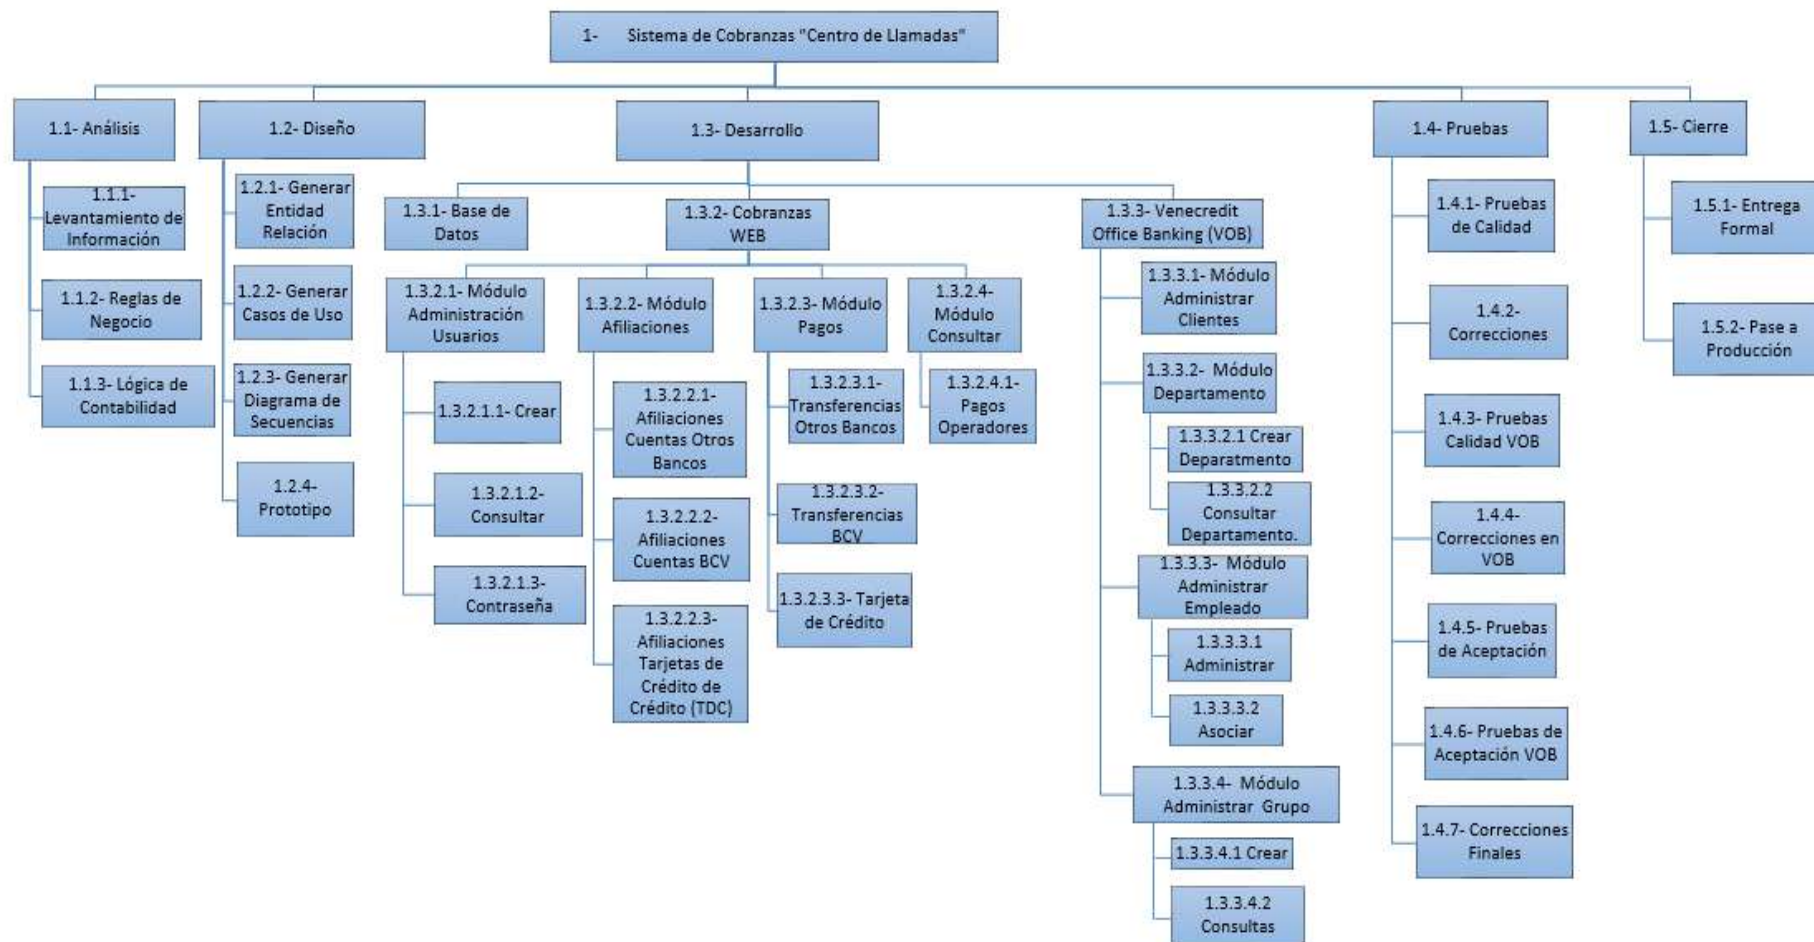 1- Sistema de Cobranzas "Centro de Llamadas"
1.1- Análisis
1.1.1-
Levantamiento de
Información
1.1.2- Reglas de
Negocio
1.1.3- Lógica de
Contabilidad
1.2- Diseño
1.2.1- Generar
Entidad
Relación
1.2.2- Generar
Casos de Uso
1.2.3- Generar
Diagrama de
Secuencias
1.2.4-
Prototipo
1.3- Desarrollo
1.3.1- Base de
Datos
1.3.2- Cobranzas
WEB
1.3.2.1- Módulo
Administración
Usuarios
1.3.2.1.1- Crear
1.3.2.1.2-
Consultar
1.3.2.1.3-
Contraseña
1.3.2.2- Módulo
Afiliaciones
1.3.2.2.1-
Afiliaciones
Cuentas Otros
Bancos
1.3.2.2.2-
Afiliaciones
Cuentas BCV
1.3.2.2.3-
Afiliaciones
Tarjetas de
Crédito de
Crédito (TDC)
1.3.2.3- Módulo
Pagos
1.3.2.3.1-
Transferencias
Otros Bancos
1.3.2.3.2-
Transferencias
BCV
1.3.2.3.3- Tarjeta
de Crédito
1.3.2.4-
Módulo
Consultar
1.3.2.4.1-
Pagos
Operadores
1.3.3- Venecredit
Office Banking (VOB)
1.3.3.1- Módulo
Administrar
Clientes
1.3.3.2- Módulo
Departamento
1.3.3.2.1 Crear
Deparatmento
1.3.3.2.2
Consultar
Departamento.
1.3.3.3- Módulo
Administrar
Empleado
1.3.3.3.1
Administrar
1.3.3.3.2
Asociar
1.3.3.4- Módulo
Administrar Grupo
1.3.3.4.1 Crear
1.3.3.4.2
Consultas
1.4- Pruebas
1.4.1- Pruebas
de Calidad
1.4.2-
Correcciones
1.4.3- Pruebas
Calidad VOB
1.4.4-
Correcciones en
VOB
1.4.5- Pruebas
de Aceptación
1.4.6- Pruebas de
Aceptación VOB
1.4.7- Correcciones
Finales
1.5- Cierre
1.5.1- Entrega
Formal
1.5.2- Pase a
Producción